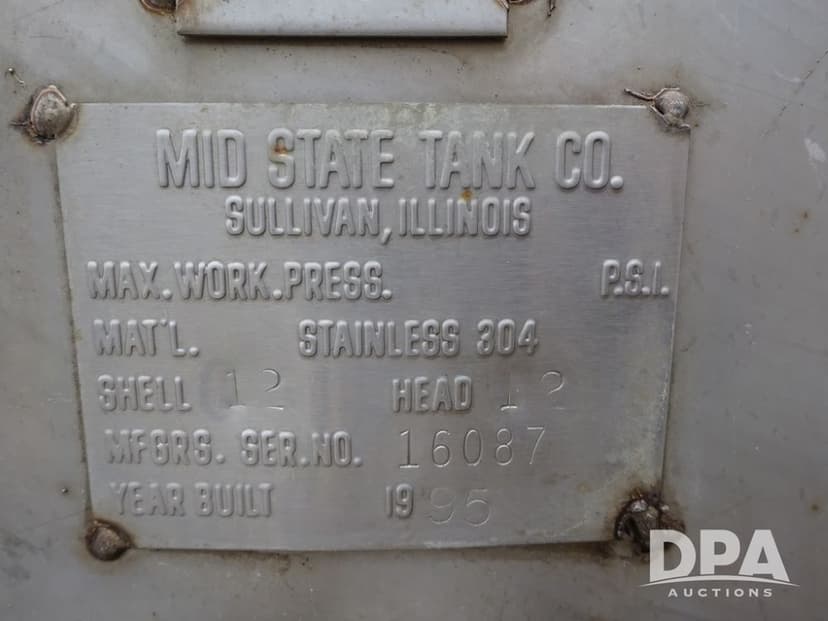 MID STATE TANK CO.
SULLIVAN, ILLINOIS
MAX. WORK. PRESS. P.S.I.
MAT'L. STAINLESS 304
SHELL 12 HEAD 12
MFGRS. SER. NO. 16087
YEAR BUILT 1995
DPA
AUCTIONS